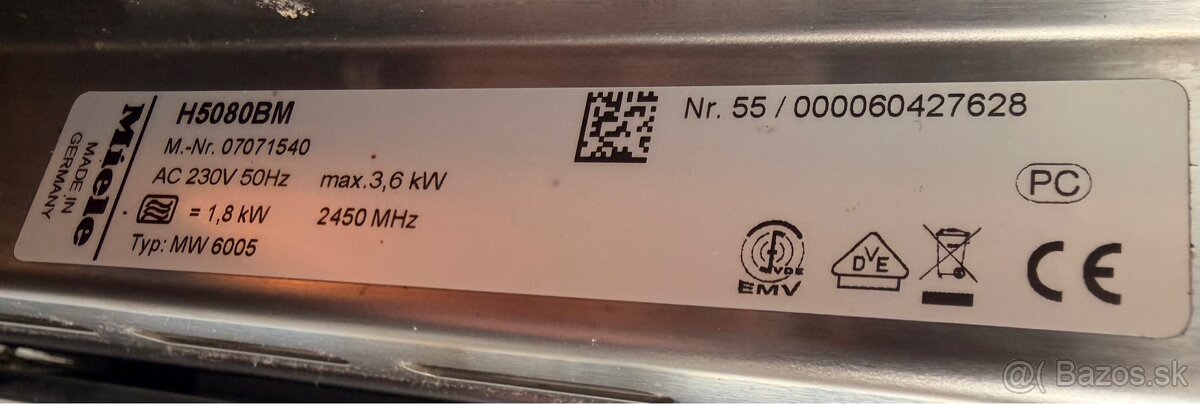 Miele
MADE IN
GERMANY
H5080BM
M.-Nr. 07071540
AC 230V 50Hz max.3,6 kW
= 1,8 kW 2450 MHz
Typ: MW 6005
Nr. 55 / 000060427628
PC
VDE
EMV
DVE
CE
@( Bazos.sk